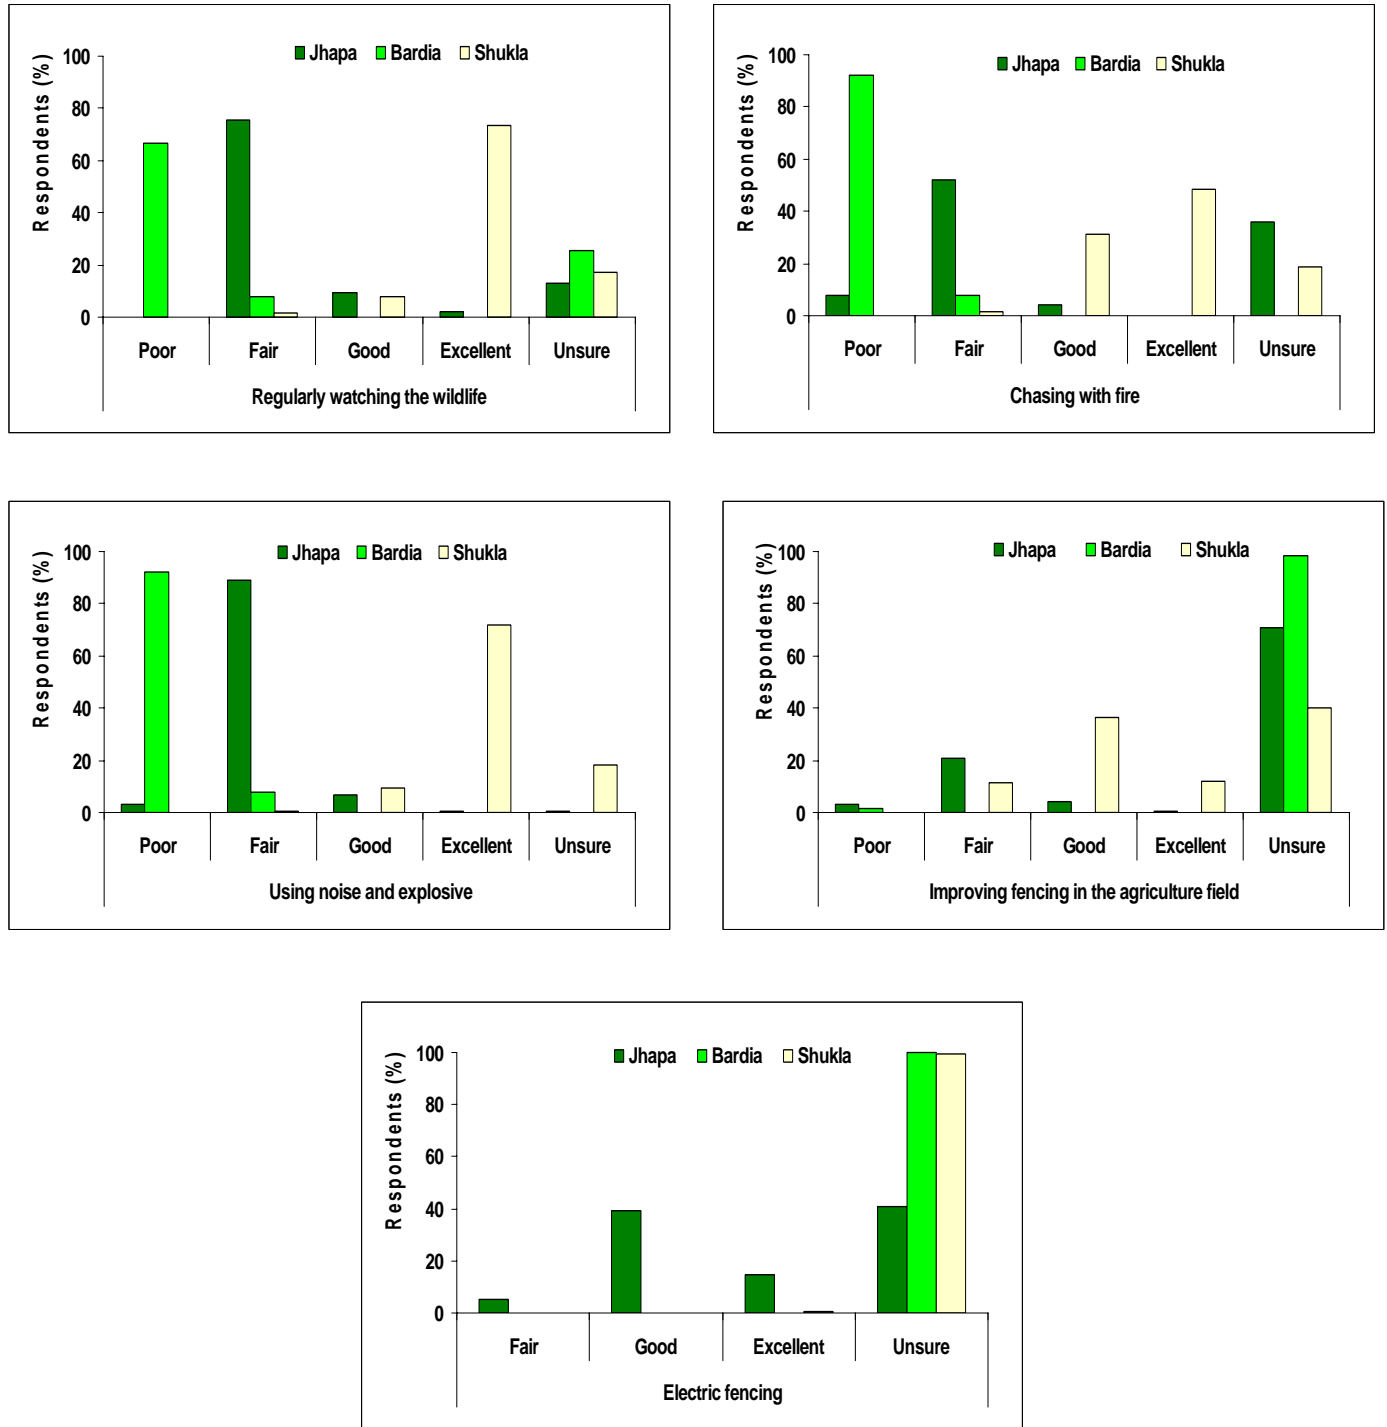 Respondents (%)
Jhapa Bardia Shukla
100
80
60
40
20
0
Poor Fair Good Excellent Unsure
Regularly watching the wildlife
Respondents (%)
Jhapa Bardia Shukla
100
80
60
40
20
0
Poor Fair Good Excellent Unsure
Chasing with fire
Respondents (%)
Jhapa Bardia Shukla
100
80
60
40
20
0
Poor Fair Good Excellent Unsure
Using noise and explosive
Respondents (%)
Jhapa Bardia Shukla
100
80
60
40
20
0
Poor Fair Good Excellent Unsure
Improving fencing in the agriculture field
Respondents (%)
Jhapa Bardia Shukla
100
80
60
40
20
0
Fair Good Excellent Unsure
Electric fencing